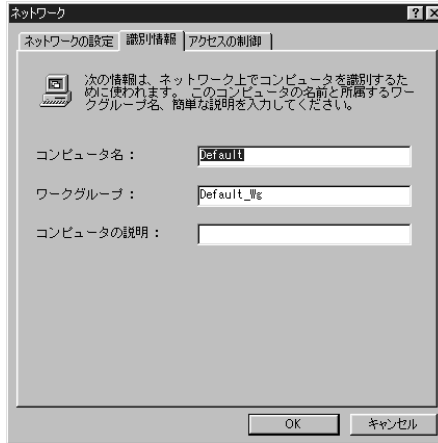 ネットワーク
ネットワークの設定 識別情報 アクセスの制御
次の情報は、ネットワーク上でコンピュータを識別するた
めに使われます。このコンピュータの名前と所属するワー
クグループ名、簡単な説明を入力してください。
コンピュータ名： Default
ワークグループ： Default_Wg
コンピュータの説明：
OK キャンセル